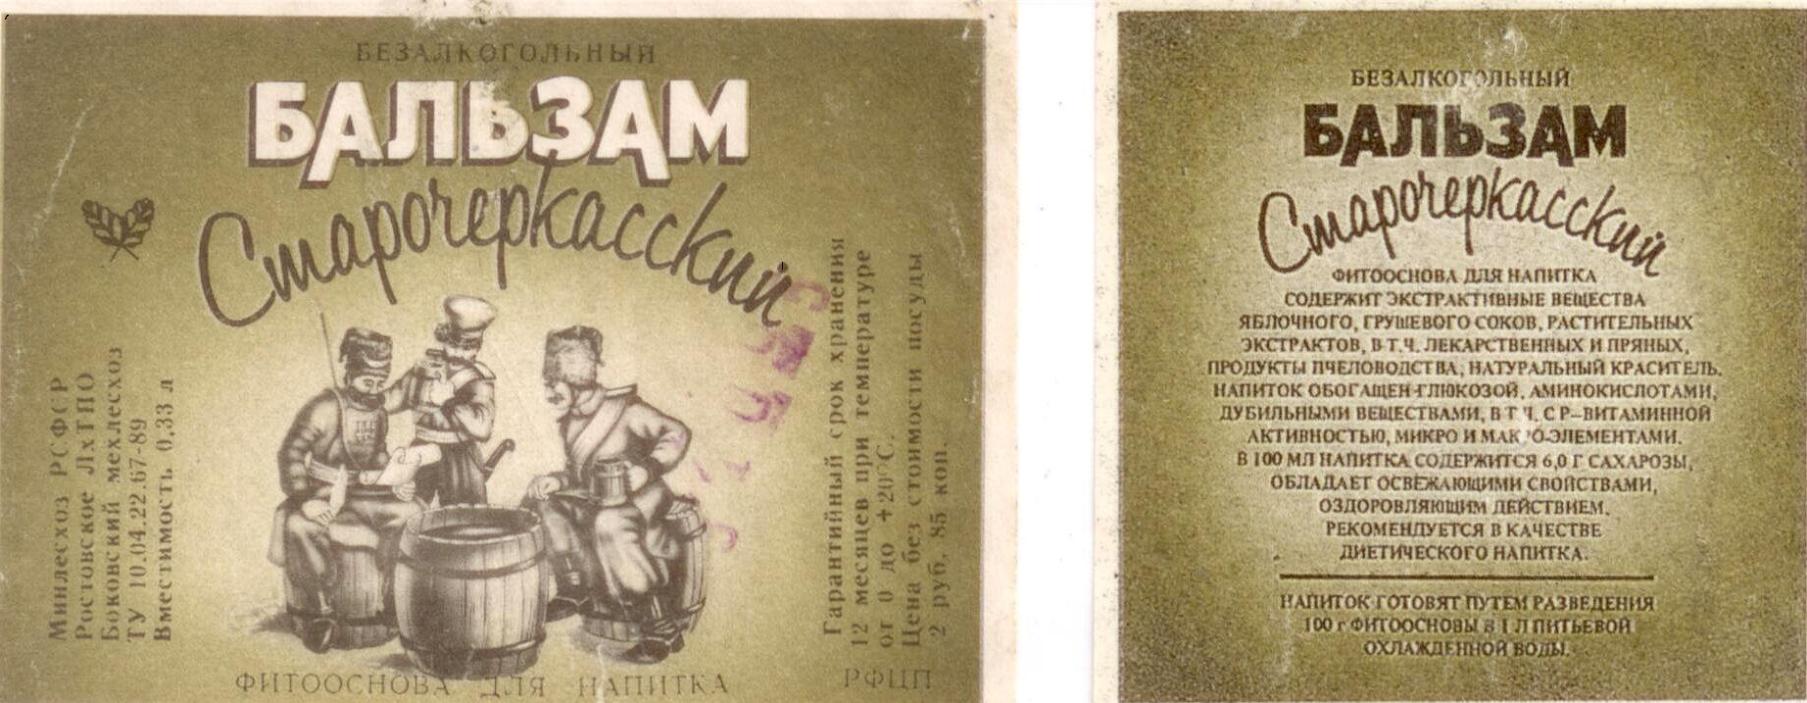 БЕЗАЛКОГОЛЬНЫЙ
БАЛЬЗАМ
Старочеркасский
Минлесхоз РСФСР
Ростовское ЛхТПО
Боковский мехлесхоз
ТУ 10.04.22.67-89
Вместимость 0,33 л
Гарантийный срок хранения
12 месяцев при температуре
от 0 до +20°С.
Цена без стоимости посуды
2 руб. 85 коп.
ФИТООСНОВА ДЛЯ НАПИТКА
РФЦП
БЕЗАЛКОГОЛЬНЫЙ
БАЛЬЗАМ
Старочеркасский
ФИТООСНОВА ДЛЯ НАПИТКА
СОДЕРЖИТ ЭКСТРАКТИВНЫЕ ВЕЩЕСТВА
ЯБЛОЧНОГО, ГРУШЕВОГО СОКОВ, РАСТИТЕЛЬНЫХ
ЭКСТРАКТОВ, В Т.Ч. ЛЕКАРСТВЕННЫХ И ПРЯНЫХ,
ПРОДУКТЫ ПЧЕЛОВОДСТВА, НАТУРАЛЬНЫЙ КРАСИТЕЛЬ.
НАПИТОК ОБОГАЩЕН ГЛЮКОЗОЙ, АМИНОКИСЛОТАМИ,
ДУБИЛЬНЫМИ ВЕЩЕСТВАМИ, В Т.Ч. С Р-ВИТАМИННОЙ
АКТИВНОСТЬЮ, МИКРО И МАКРО-ЭЛЕМЕНТАМИ.
В 100 МЛ НАПИТКА СОДЕРЖИТСЯ 6,0 Г САХАРОЗЫ,
ОБЛАДАЕТ ОСВЕЖАЮЩИМИ СВОЙСТВАМИ,
ОЗДОРОВЛЯЮЩИМ ДЕЙСТВИЕМ.
РЕКОМЕНДУЕТСЯ В КАЧЕСТВЕ
ДИЕТИЧЕСКОГО НАПИТКА.
НАПИТОК ГОТОВЯТ ПУТЕМ РАЗВЕДЕНИЯ
100 г ФИТООСНОВЫ В 1 Л ПИТЬЕВОЙ
ОХЛАЖДЕННОЙ ВОДЫ.